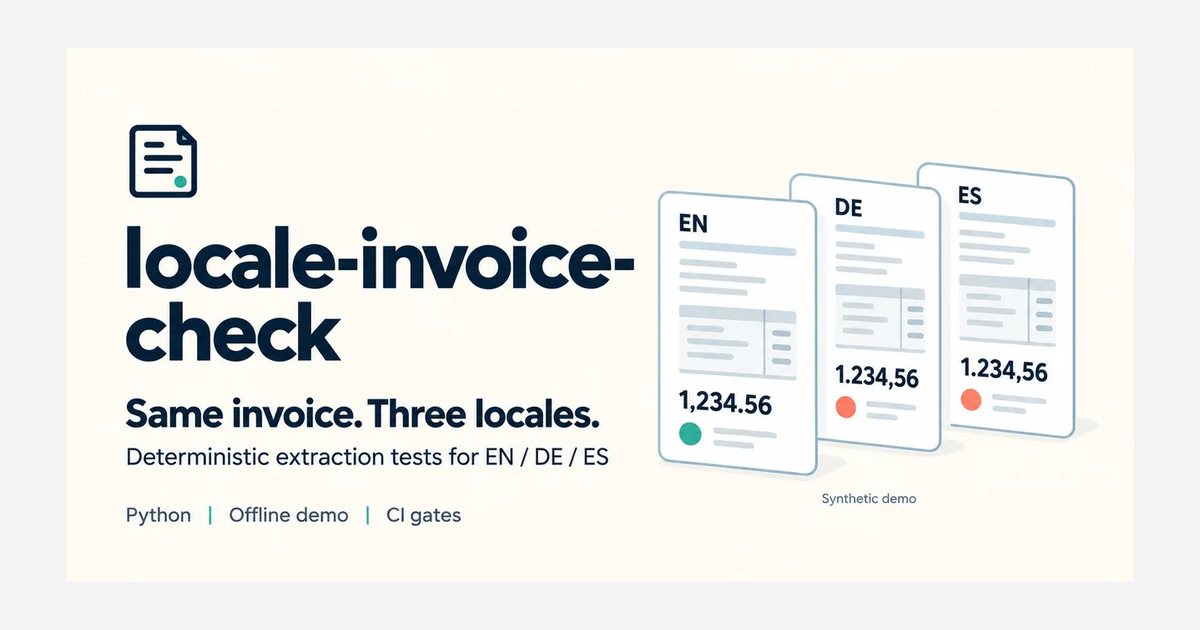 locale-invoice-
check
Same invoice. Three locales.
Deterministic extraction tests for EN / DE / ES
Python | Offline demo | CI gates
EN
1,234.56
DE
1.234,56
ES
1.234,56
Synthetic demo